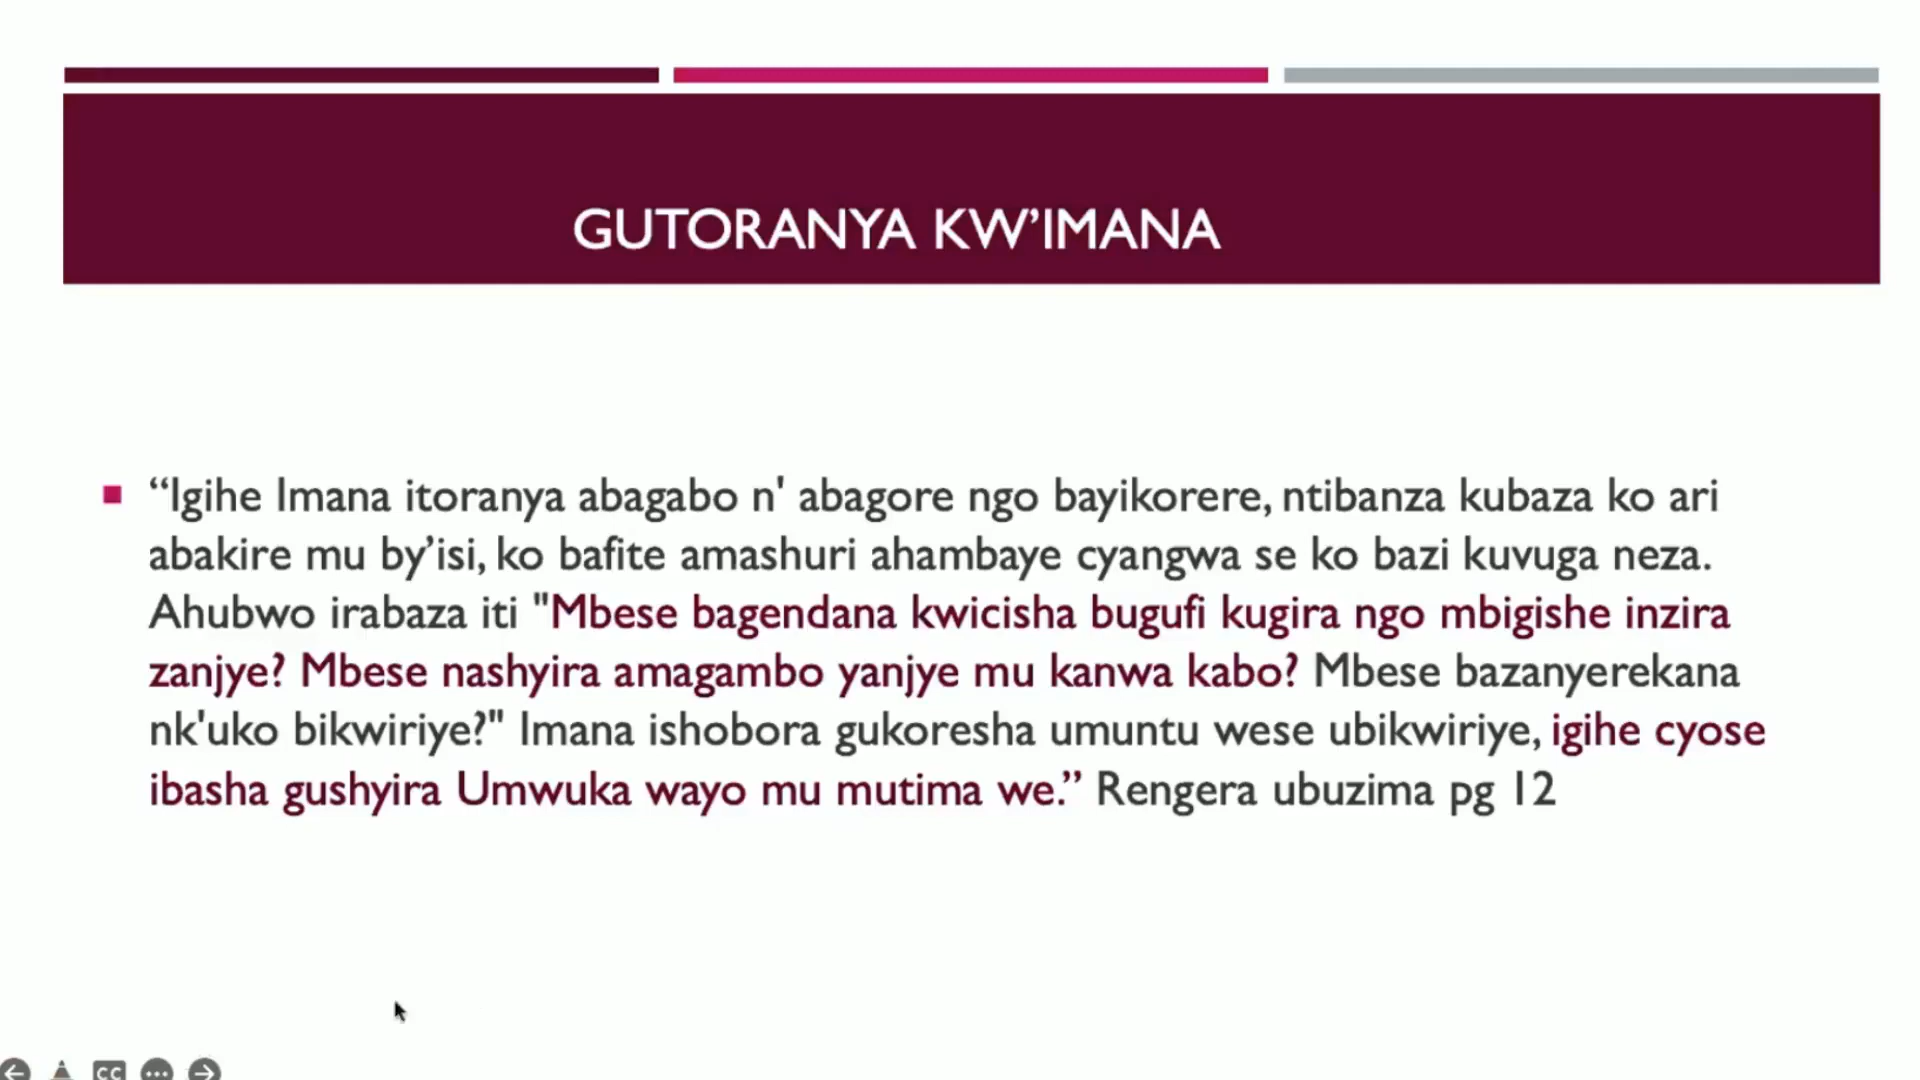 GUTORANYA KW’IMANA
“Igihe Imana itoranya abagabo n' abagore ngo bayikorere, ntibanza kubaza ko ari
abakire mu by’isi, ko bafite amashuri ahambaye cyangwa se ko bazi kuvuga neza.
Ahubwo irabaza iti "Mbese bagendana kwicisha bugufi kugira ngo mbigishe inzira
zanjye? Mbese nashyira amagambo yanjye mu kanwa kabo? Mbese bazanyerekana
nk'uko bikwiriye?" Imana ishobora gukoresha umuntu wese ubikwiriye, igihe cyose
ibasha gushyira Umwuka wayo mu mutima we.” Rengera ubuzima pg 12
CC